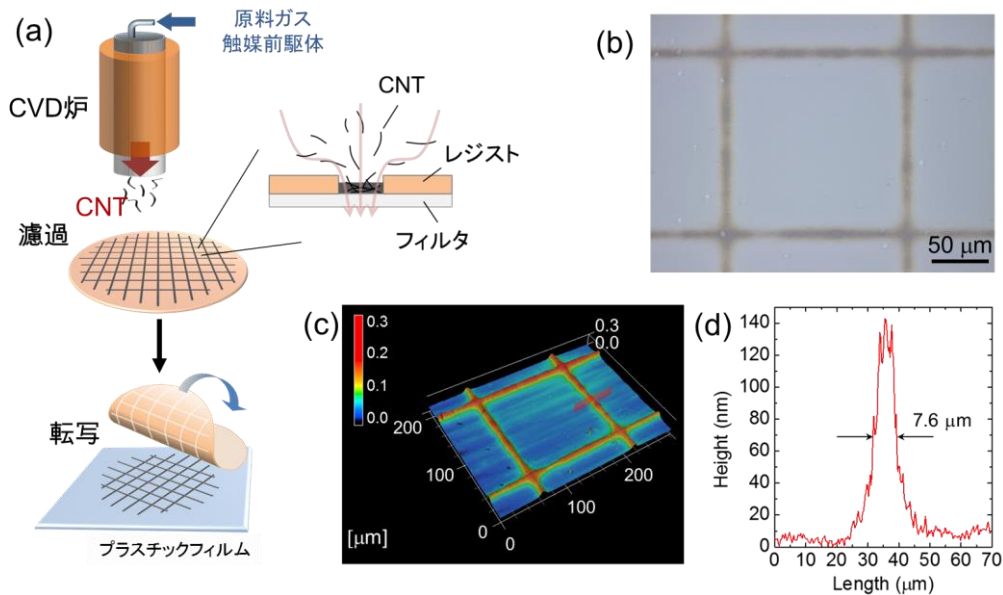 (a)
原料ガス
触媒前駆体
CVD炉
CNT
濾過
CNT
レジスト
フィルタ
転写
プラスチックフィルム
(b)
50 μm
(c)
0.3
0.2
0.1
0.0
0.3
0.0
200
100
0
0
100
200
[μm]
(d)
140
120
100
80
60
40
20
0
Height (nm)
7.6 μm
0 10 20 30 40 50 60 70
Length (μm)